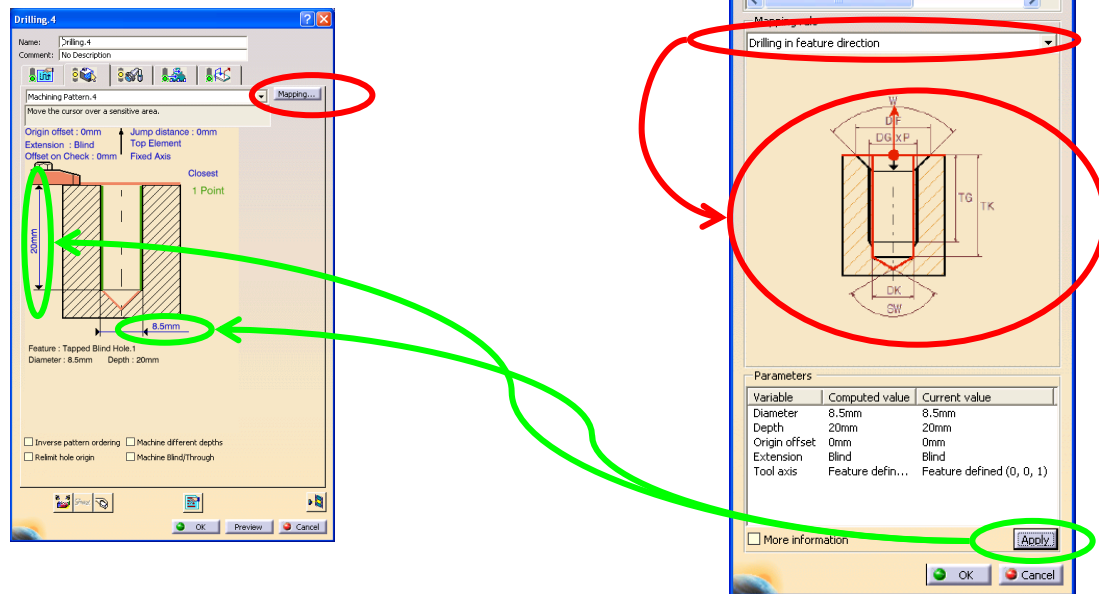 Drilling.4
Name: Drilling.4
Comment: No Description
Machining Pattern.4
Mapping...
Move the cursor over a sensitive area.
Origin offset : 0mm
Jump distance : 0mm
Extension : Blind
Top Element
Offset on Check : 0mm
Fixed Axis
Closest
1 Point
20mm
8.5mm
Feature : Tapped Blind Hole.1
Diameter : 8.5mm Depth : 20mm
Inverse pattern ordering
Machine different depths
Relimit hole origin
Machine Blind/Through
OK Preview Cancel
Mapping rule
Drilling in feature direction
W
DF
DG x P
TG
TK
DK
SW
Parameters
Variable Computed value Current value
Diameter 8.5mm 8.5mm
Depth 20mm 20mm
Origin offset 0mm 0mm
Extension Blind Blind
Tool axis Feature defin... Feature defined (0, 0, 1)
More information
Apply
OK Cancel